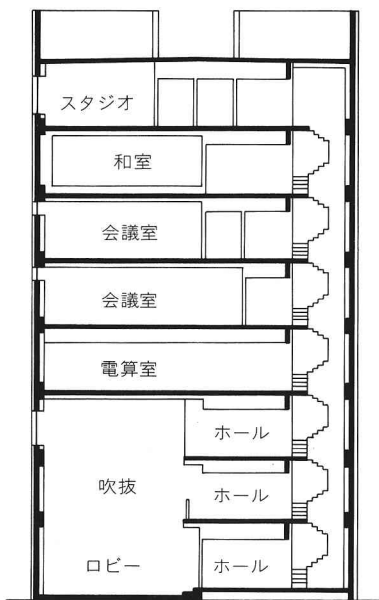 スタジオ
和室
会議室
会議室
電算室
ホール
吹抜
ホール
ロビー
ホール